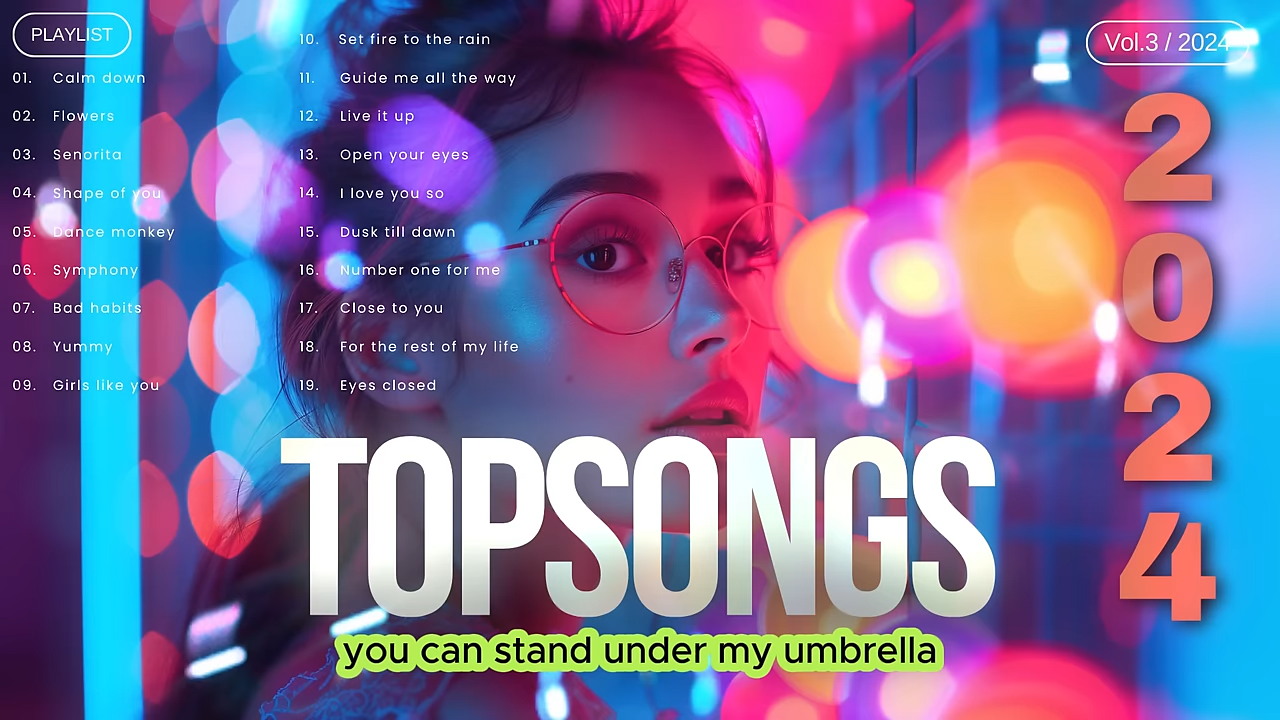 PLAYLIST
01. Calm down
02. Flowers
03. Senorita
04. Shape of you
05. Dance monkey
06. Symphony
07. Bad habits
08. Yummy
09. Girls like you
10. Set fire to the rain
11. Guide me all the way
12. Live it up
13. Open your eyes
14. I love you so
15. Dusk till dawn
16. Number one for me
17. Close to you
18. For the rest of my life
19. Eyes closed
Vol.3 / 2024
2
0
2
4
TOPSONGS
you can stand under my umbrella